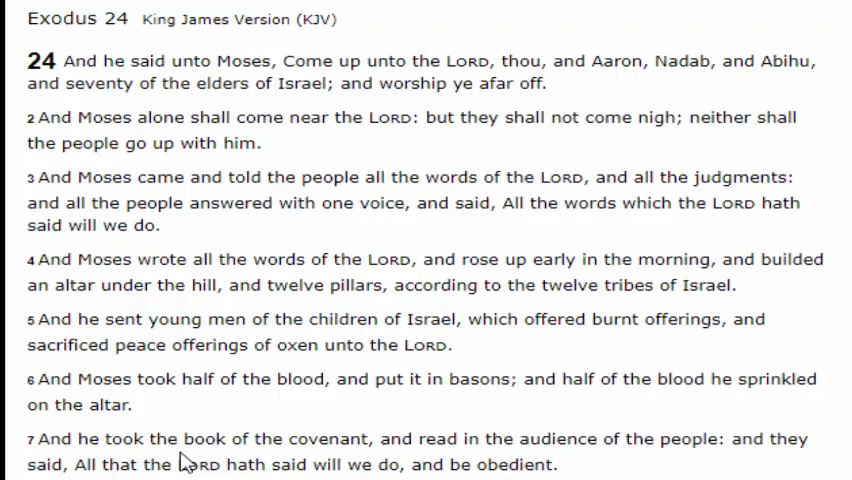 Exodus 24 King James Version (KJV)
24 And he said unto Moses, Come up unto the LORD, thou, and Aaron, Nadab, and Abihu,
and seventy of the elders of Israel; and worship ye afar off.
2 And Moses alone shall come near the LORD: but they shall not come nigh; neither shall
the people go up with him.
3 And Moses came and told the people all the words of the LORD, and all the judgments:
and all the people answered with one voice, and said, All the words which the LORD hath
said will we do.
4 And Moses wrote all the words of the LORD, and rose up early in the morning, and builded
an altar under the hill, and twelve pillars, according to the twelve tribes of Israel.
5 And he sent young men of the children of Israel, which offered burnt offerings, and
sacrificed peace offerings of oxen unto the LORD.
6 And Moses took half of the blood, and put it in basons; and half of the blood he sprinkled
on the altar.
7 And he took the book of the covenant, and read in the audience of the people: and they
said, All that the LORD hath said will we do, and be obedient.